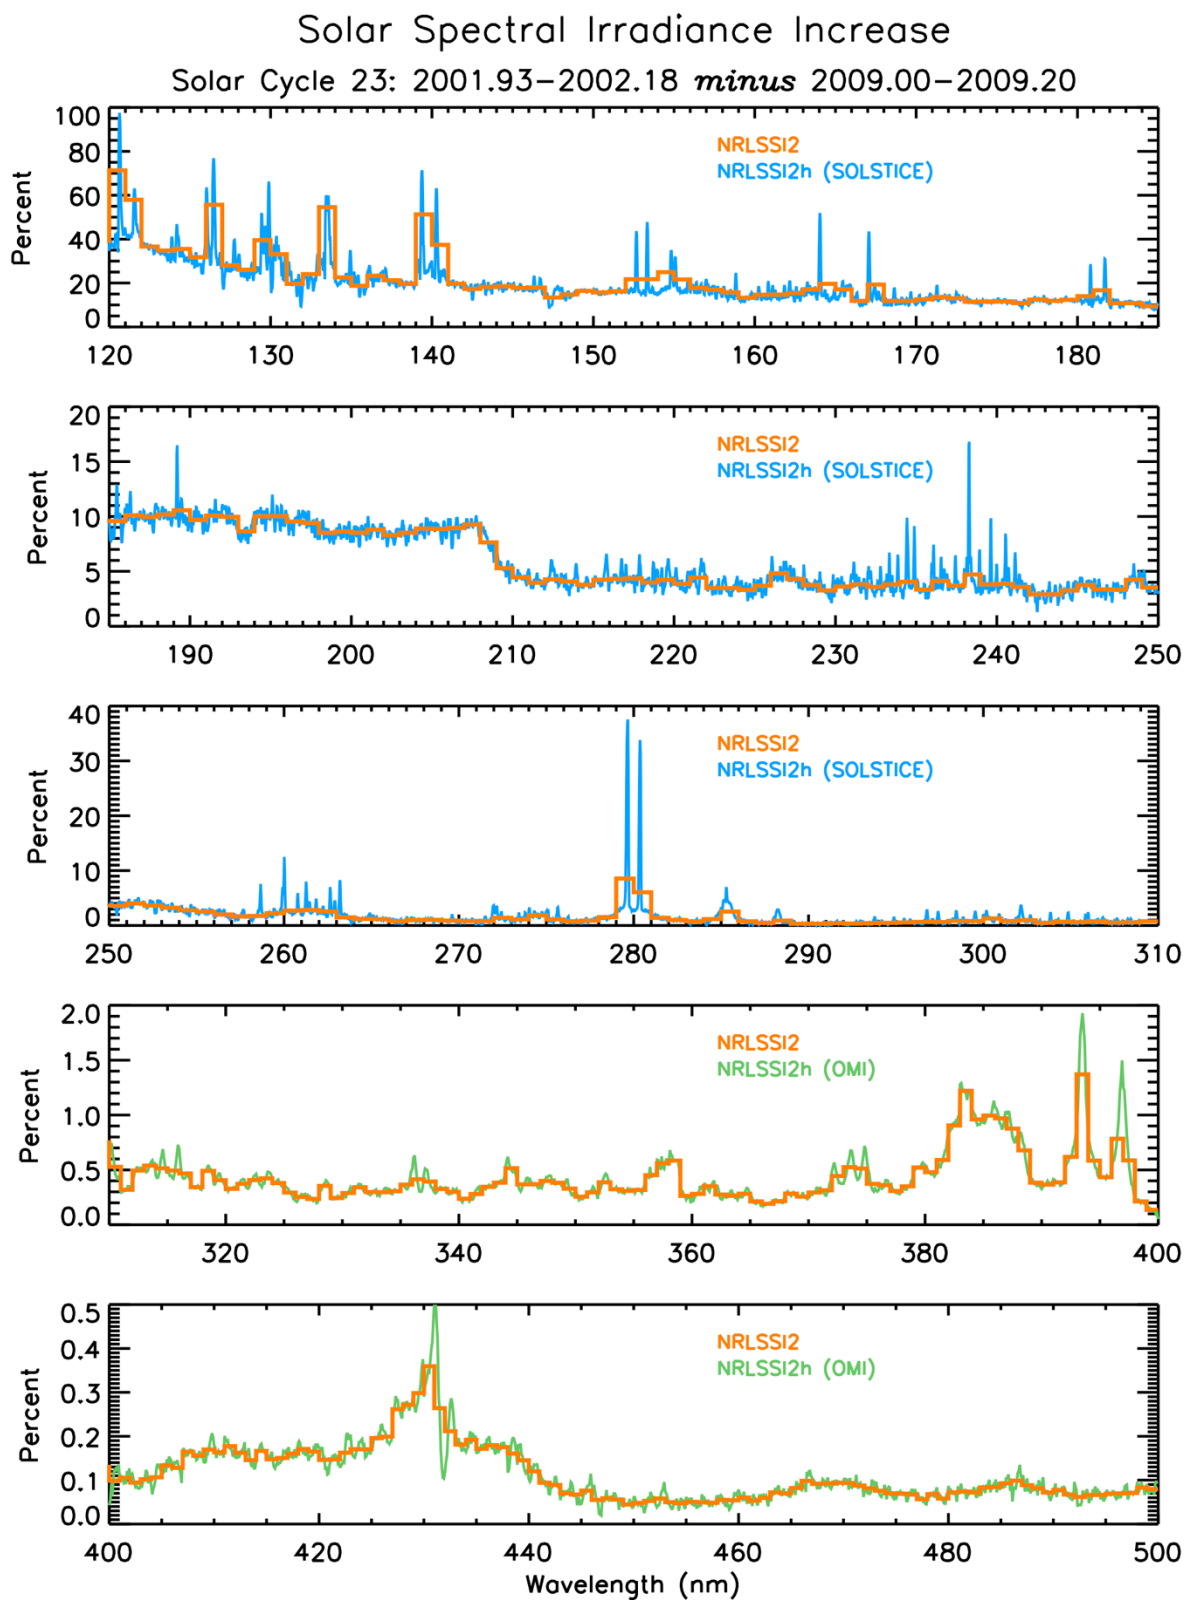 Solar Spectral Irradiance Increase
Solar Cycle 23: 2001.93−2002.18 minus 2009.00−2009.20
100
80
60
40
20
0
Percent
NRLSSI2
NRLSSI2h (SOLSTICE)
120 130 140 150 160 170 180
20
15
10
5
0
Percent
NRLSSI2
NRLSSI2h (SOLSTICE)
190 200 210 220 230 240 250
40
30
20
10
0
Percent
NRLSSI2
NRLSSI2h (SOLSTICE)
250 260 270 280 290 300 310
2.0
1.5
1.0
0.5
0.0
Percent
NRLSSI2
NRLSSI2h (OMI)
320 340 360 380 400
0.5
0.4
0.3
0.2
0.1
0.0
Percent
NRLSSI2
NRLSSI2h (OMI)
400 420 440 460 480 500
Wavelength (nm)